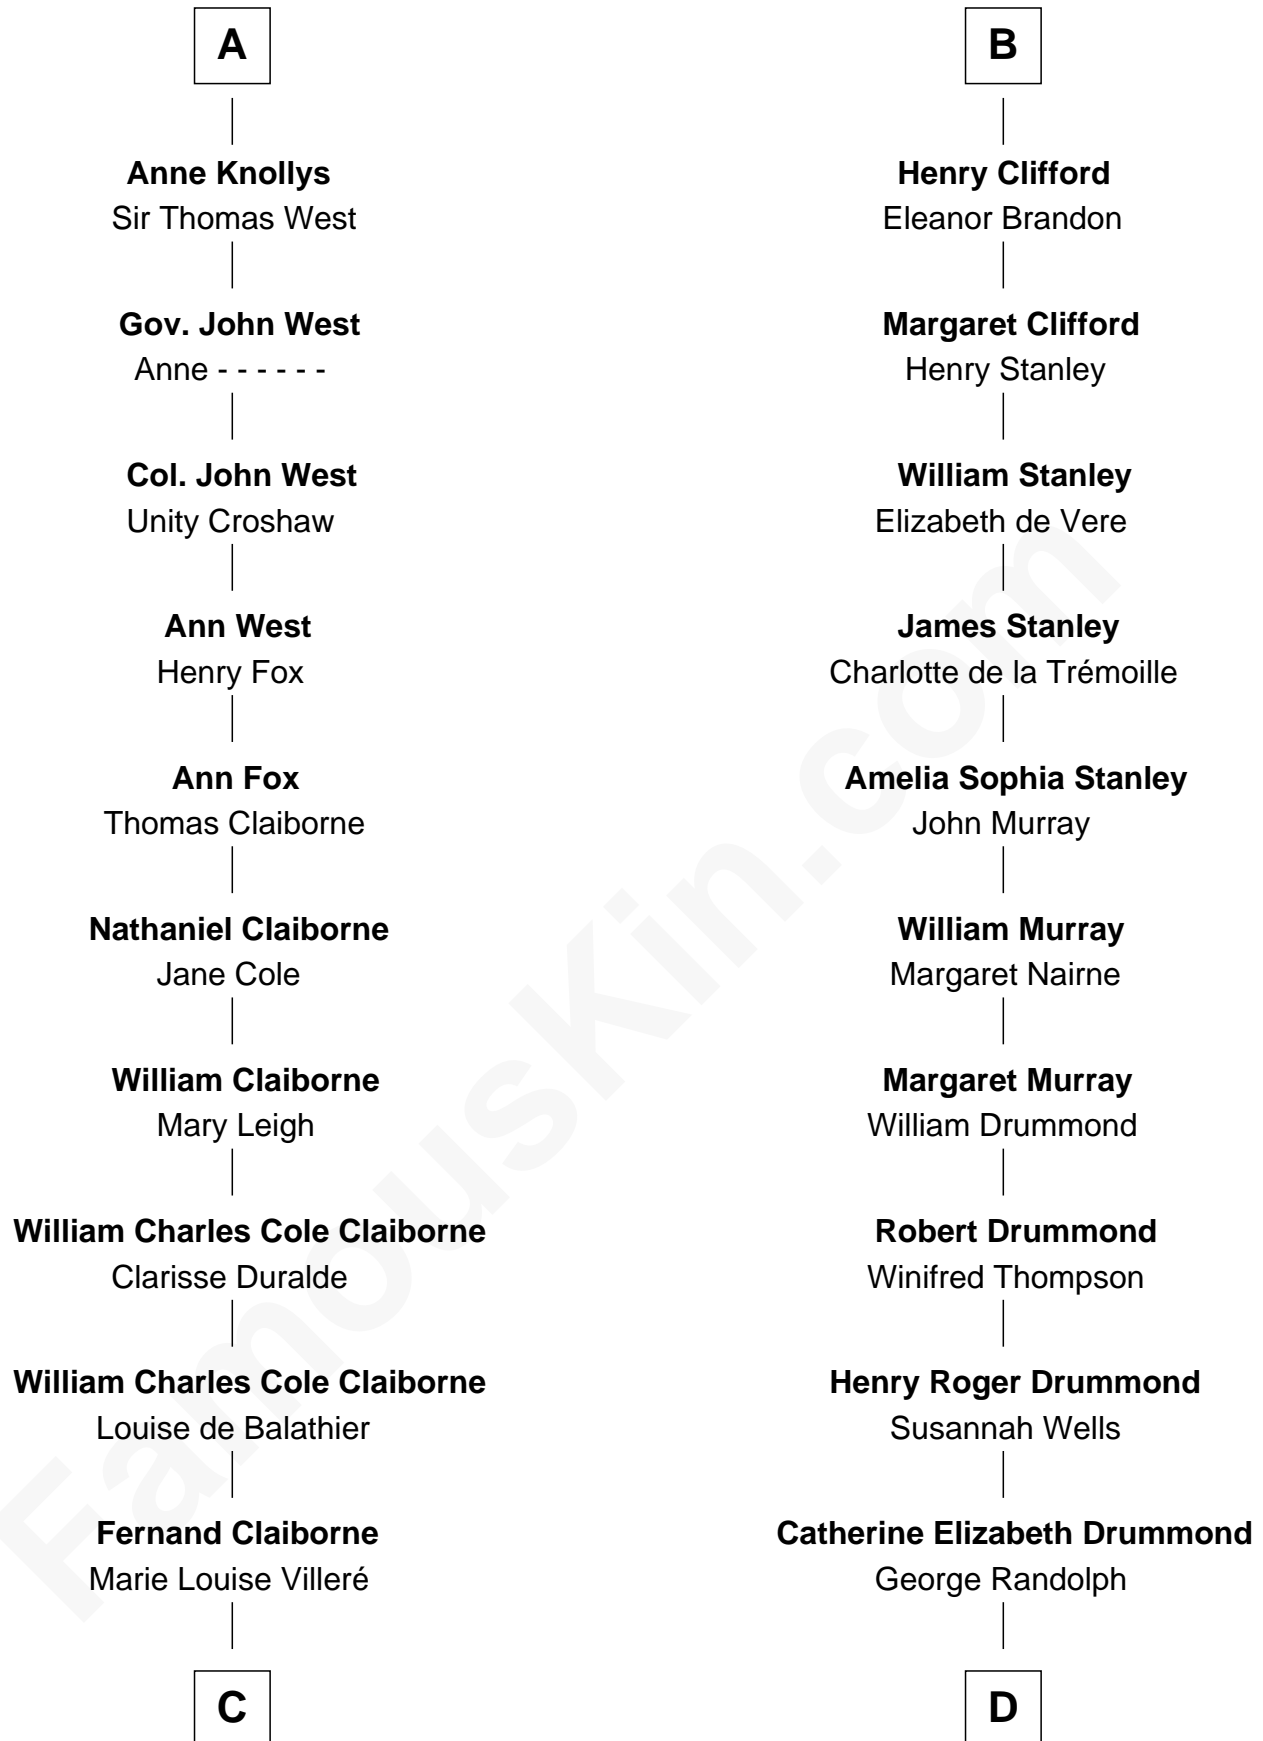 A
Anne Knollys
Sir Thomas West
Gov. John West
Anne - - - - - -
Col. John West
Unity Croshaw
Ann West
Henry Fox
Ann Fox
Thomas Claiborne
Nathaniel Claiborne
Jane Cole
William Claiborne
Mary Leigh
William Charles Cole Claiborne
Clarisse Duralde
William Charles Cole Claiborne
Louise de Balathier
Fernand Claiborne
Marie Louise Villeré
C
B
Henry Clifford
Eleanor Brandon
Margaret Clifford
Henry Stanley
William Stanley
Elizabeth de Vere
James Stanley
Charlotte de la Trémoille
Amelia Sophia Stanley
John Murray
William Murray
Margaret Nairne
Margaret Murray
William Drummond
Robert Drummond
Winifred Thompson
Henry Roger Drummond
Susannah Wells
Catherine Elizabeth Drummond
George Randolph
D
FamousKin.com